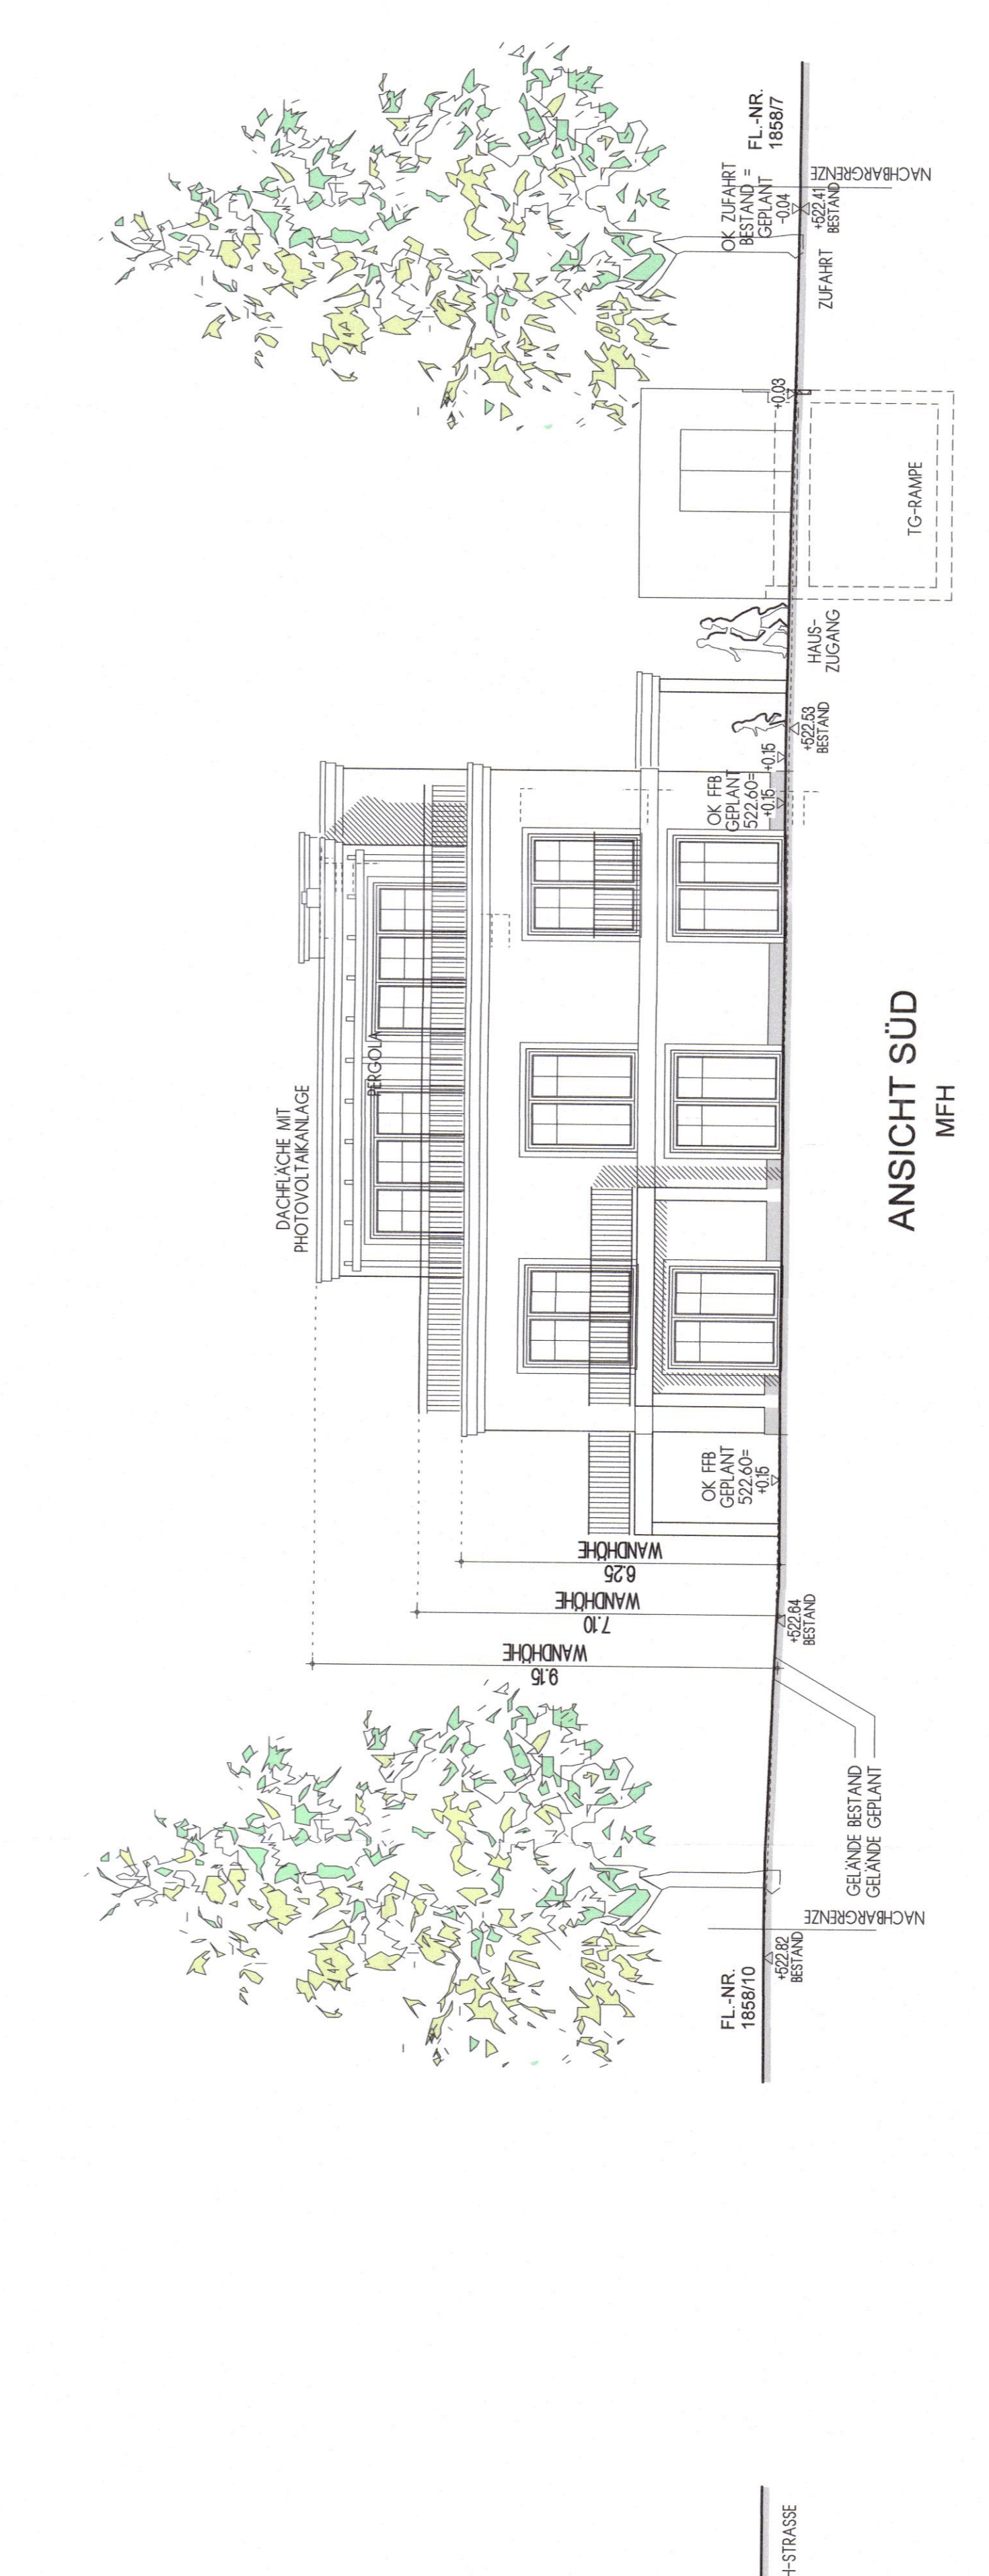 DACHFLÄCHE MIT
PHOTOVOLTAIKANLAGE
PERGOLA
9.15
WANDHÖHE
7.10
WANDHÖHE
6.25
WANDHÖHE
FL.-NR.
1858/10
+522.82
BESTAND
NACHBARGRENZE
GELÄNDE BESTAND
GELÄNDE GEPLANT
+522.64
BESTAND
OK FFB
GEPLANT
522.60=
+0.15
OK FFB
GEPLANT
522.60=
+0.15
+0.15
+522.53
BESTAND
HAUS-
ZUGANG
TG-RAMPE
+0.03
ZUFAHRT
OK ZUFAHRT
BESTAND =
GEPLANT
-0.04
+522.41
BESTAND
NACHBARGRENZE
FL.-NR.
1858/7
ANSICHT SÜD
MFH
H-STRASSE